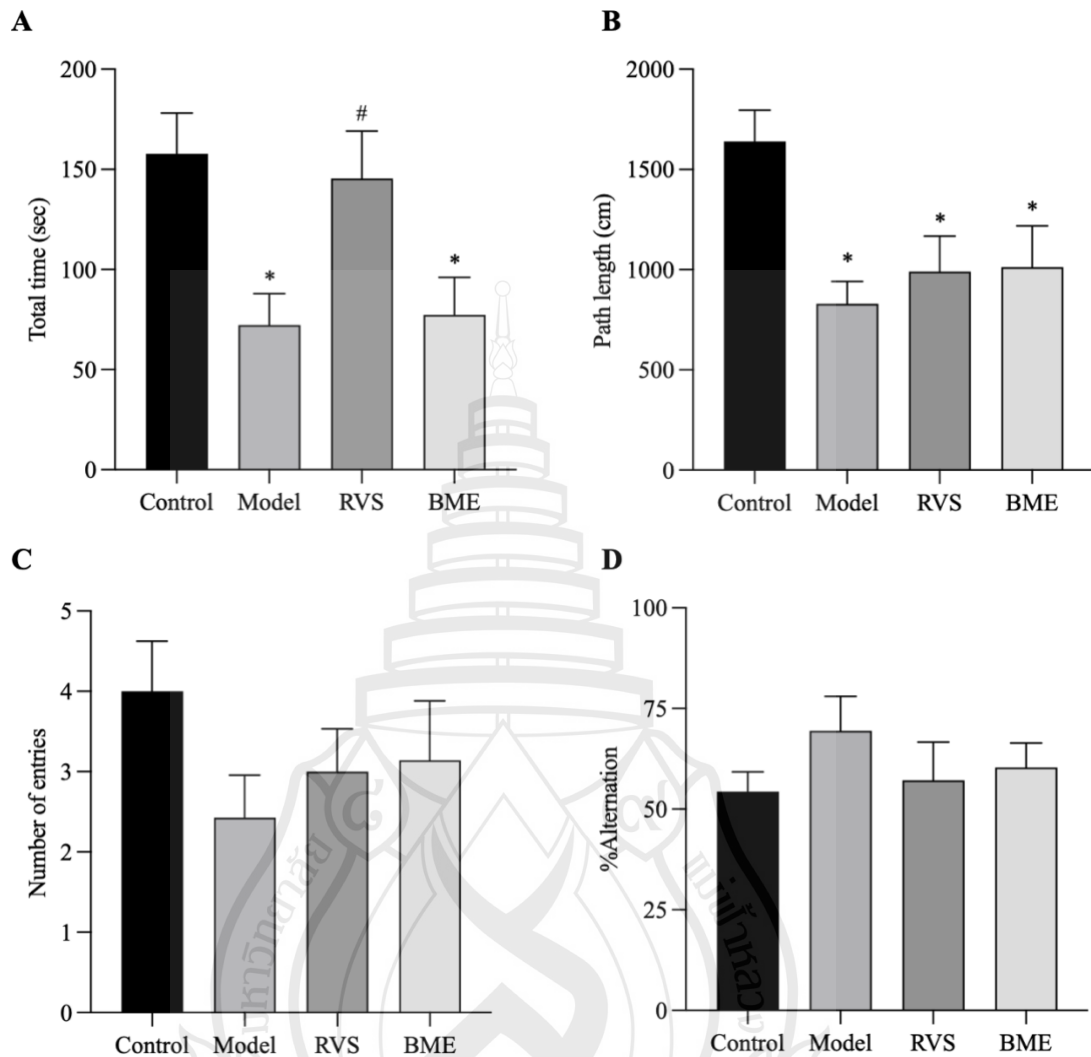 A
Total time (sec)
200
150
100
50
0
*
#
*
Control Model RVS BME
B
Path length (cm)
2000
1500
1000
500
0
*
*
*
Control Model RVS BME
C
Number of entries
5
4
3
2
1
0
Control Model RVS BME
D
%Alternation
100
75
50
25
0
Control Model RVS BME